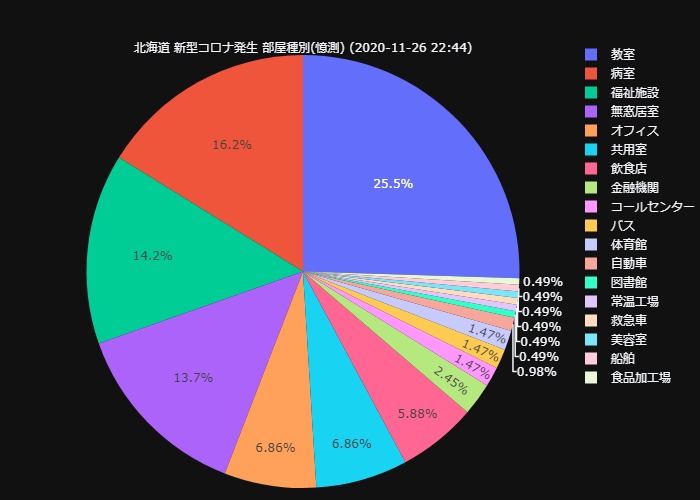 北海道 新型コロナ発生 部屋種別(憶測) (2020-11-26 22:44)
教室
病室
福祉施設
無窓居室
オフィス
共用室
飲食店
金融機関
コールセンター
バス
体育館
自動車
図書館
常温工場
救急車
美容室
船舶
食品加工場
16.2%
25.5%
14.2%
13.7%
6.86%
6.86%
5.88%
2.45%
1.47%
1.47%
1.47%
0.49%
0.49%
0.49%
0.49%
0.49%
0.49%
0.98%